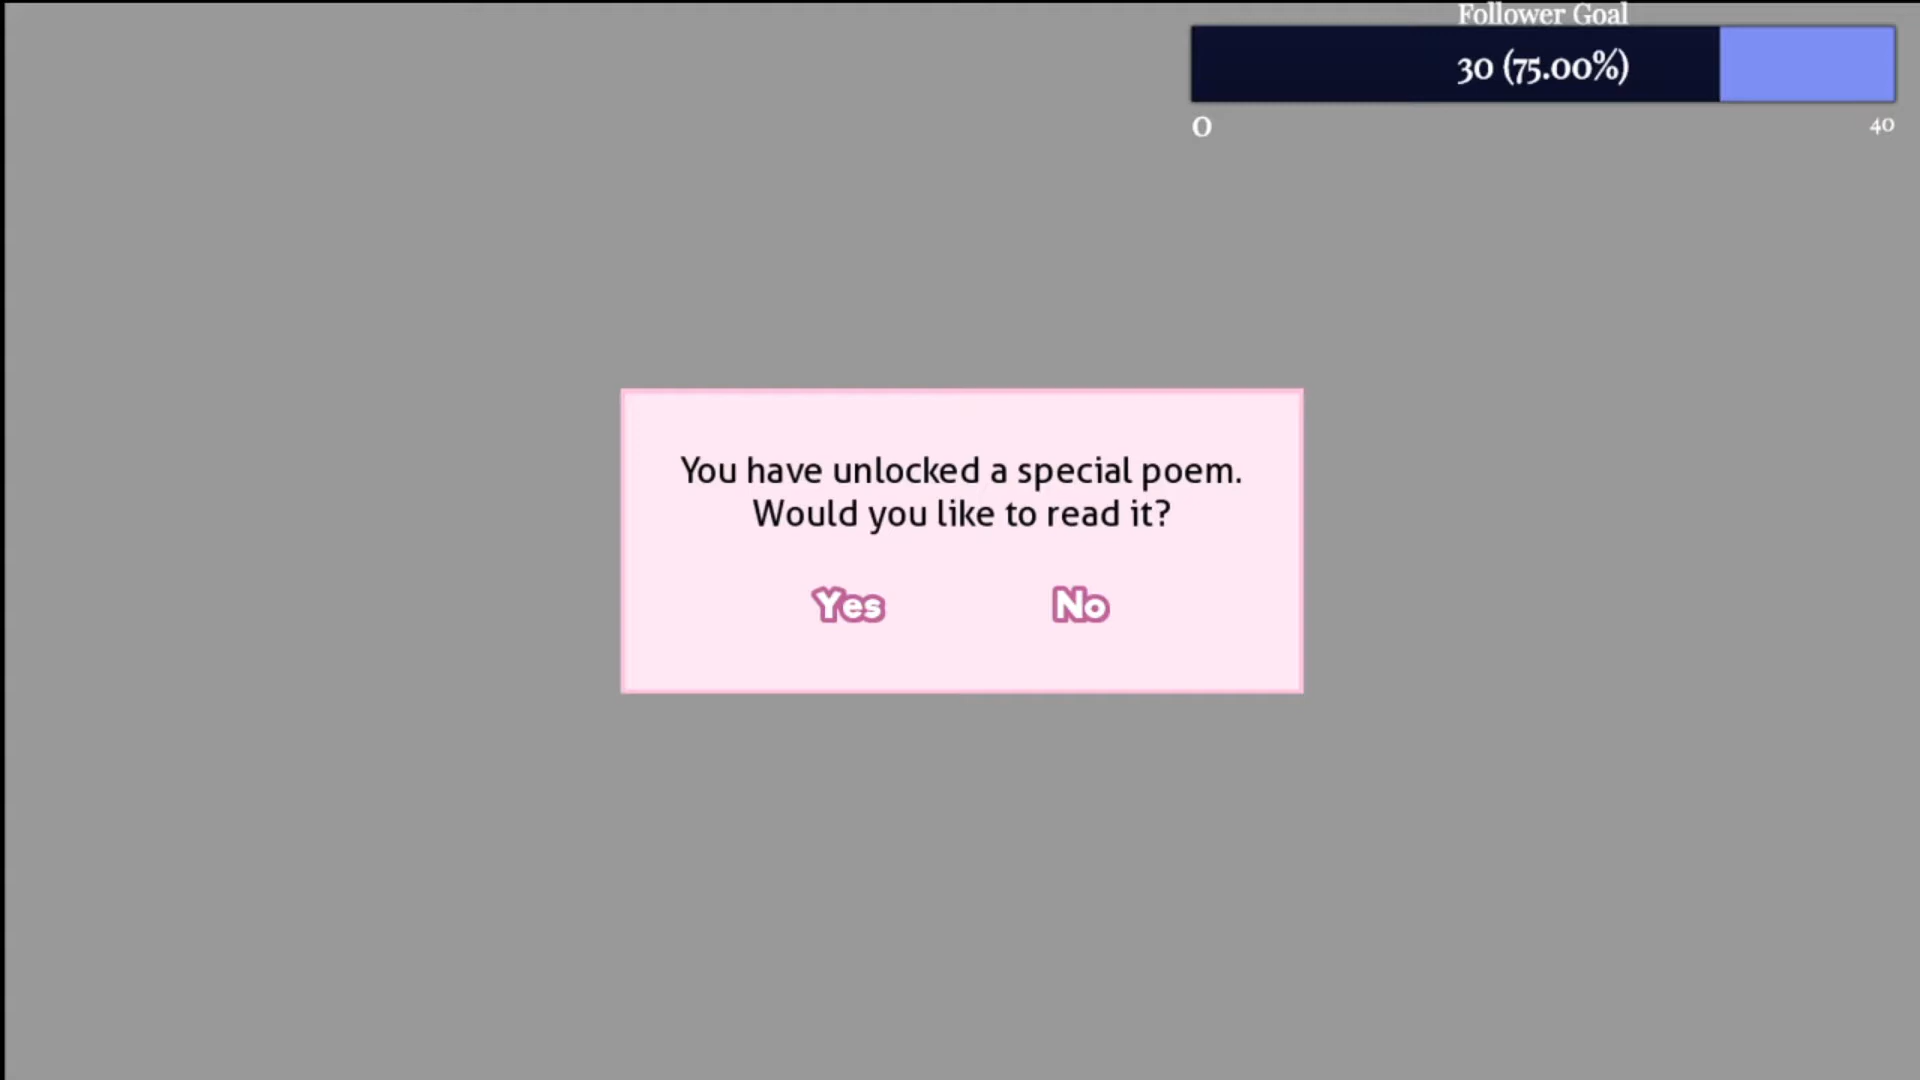 Follower Goal
30 (75.00%)
0 40
You have unlocked a special poem.
Would you like to read it?
Yes No